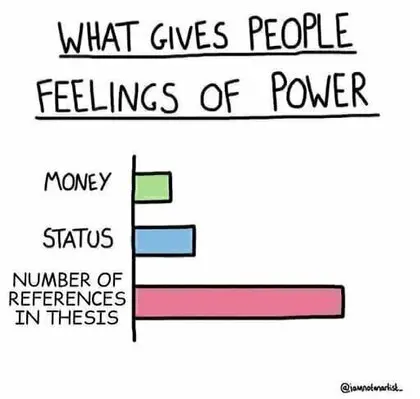 WHAT GIVES PEOPLE
FEELINGS OF POWER
MONEY
STATUS
NUMBER OF
REFERENCES
IN THESIS